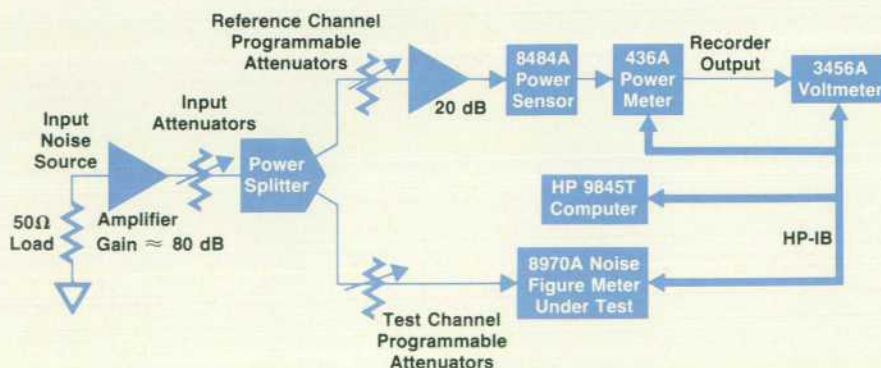 Reference Channel
Programmable
Attenuators
Input
Noise
Source
Input
Attenuators
50Ω
Load
Amplifier
Gain ≈ 80 dB
Power
Splitter
20 dB
8484A
Power
Sensor
436A
Power
Meter
Recorder
Output
3456A
Voltmeter
HP 9845T
Computer
HP-IB
8970A Noise
Figure Meter
Under Test
Test Channel
Programmable
Attenuators